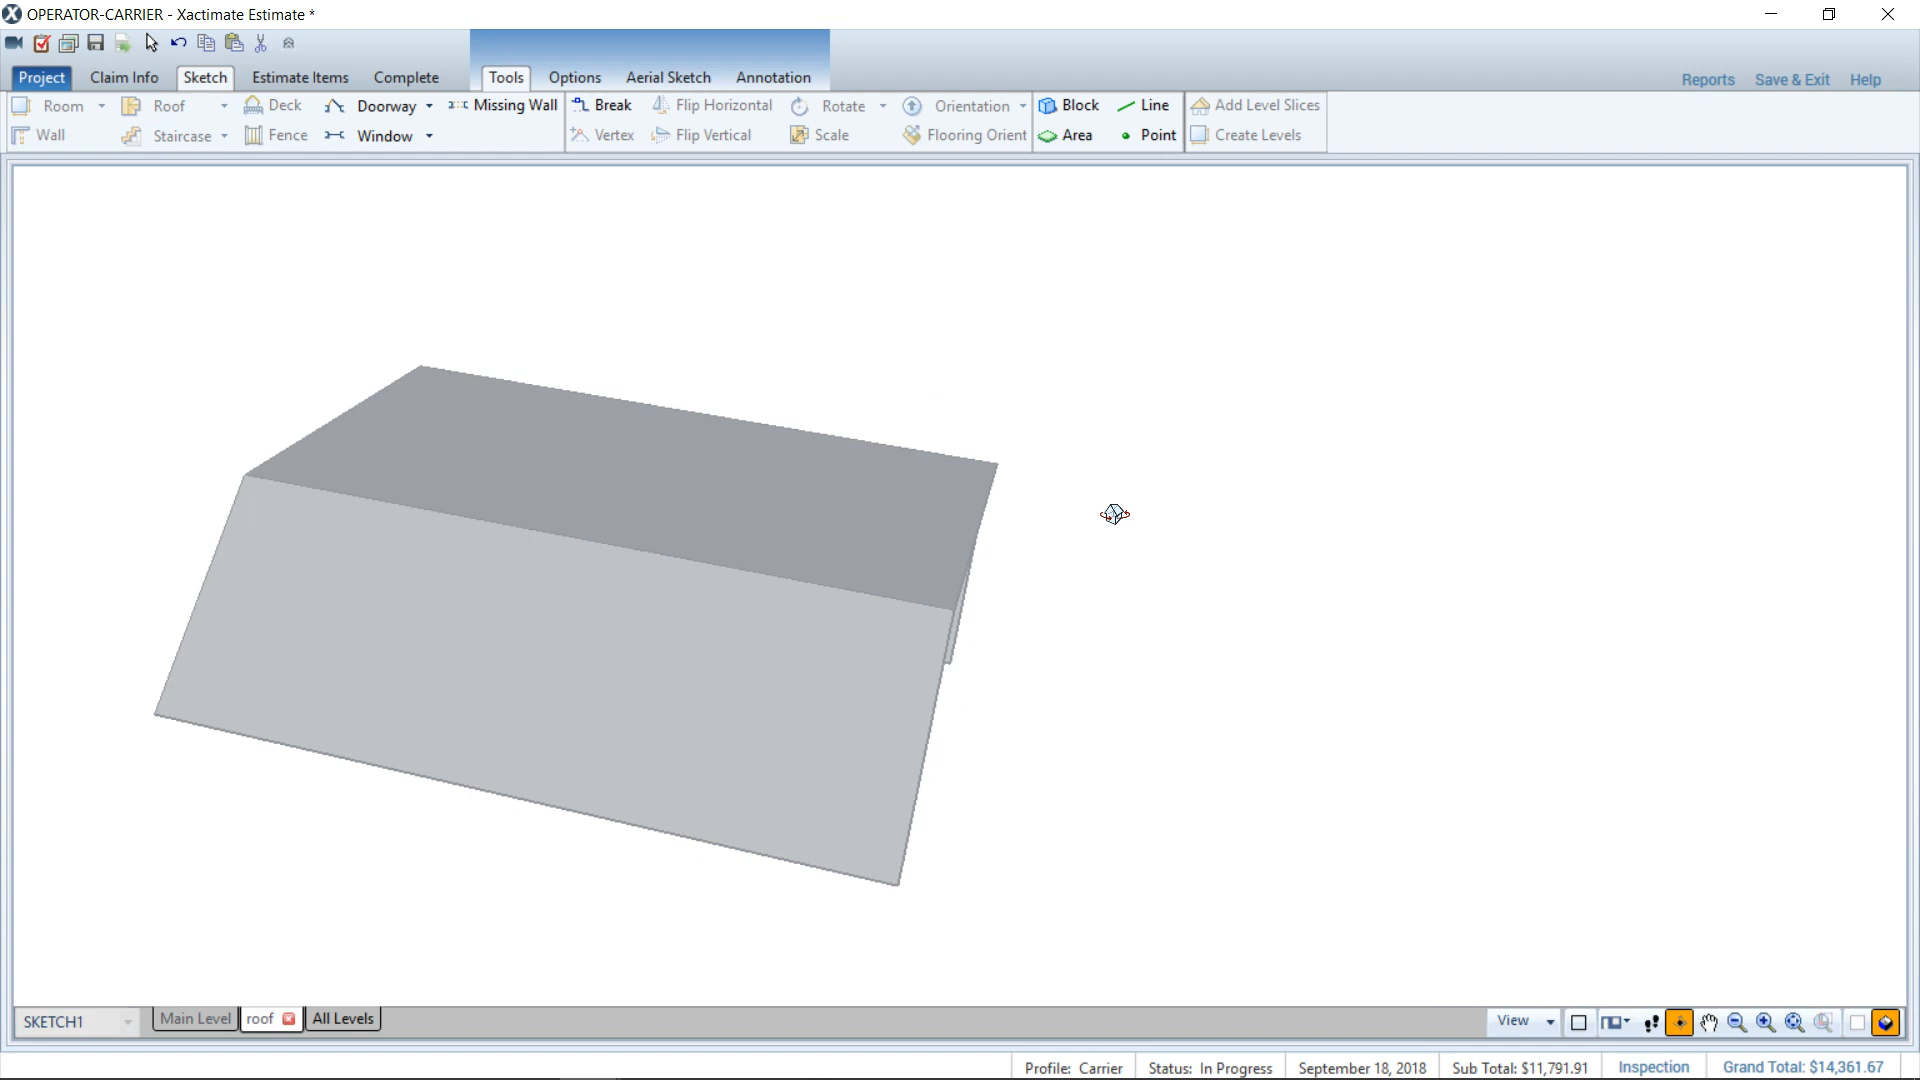 OPERATOR-CARRIER - Xactimate Estimate *
Project Claim Info Sketch Estimate Items Complete Tools Options Aerial Sketch Annotation Reports Save & Exit Help
Room Roof Deck Doorway Missing Wall Break Flip Horizontal Rotate Orientation Block Line Add Level Slices
Wall Staircase Fence Window Vertex Flip Vertical Scale Flooring Orient Area Point Create Levels
SKETCH1 Main Level roof All Levels View
Profile: Carrier Status: In Progress September 18, 2018 Sub Total: $11,791.91 Inspection Grand Total: $14,361.67